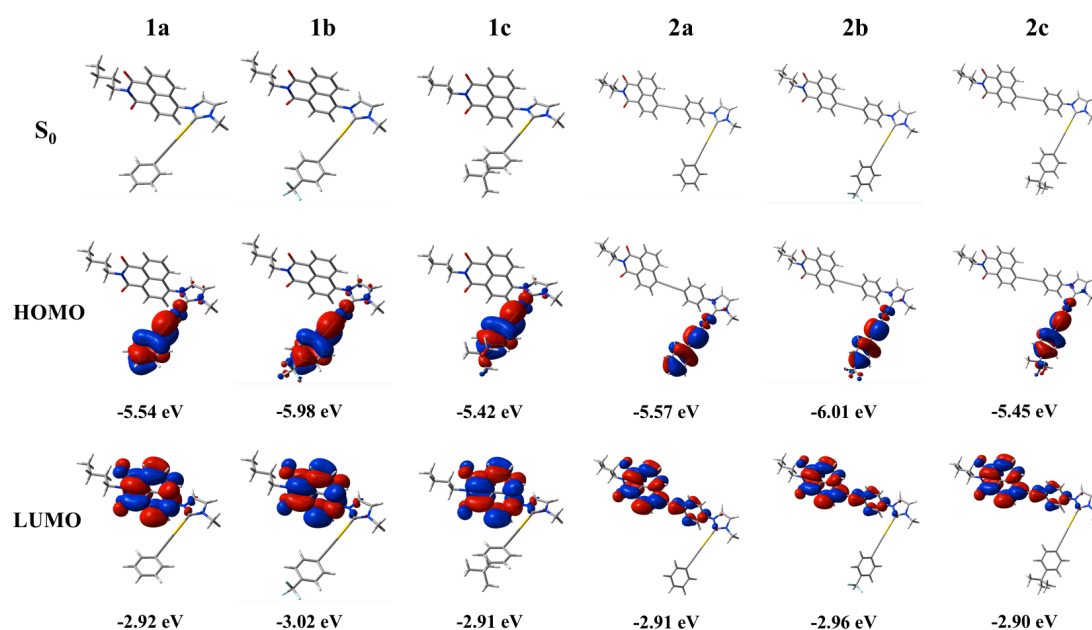 1a 1b 1c 2a 2b 2c
S0
HOMO
-5.54 eV -5.98 eV -5.42 eV -5.57 eV -6.01 eV -5.45 eV
LUMO
-2.92 eV -3.02 eV -2.91 eV -2.91 eV -2.96 eV -2.90 eV